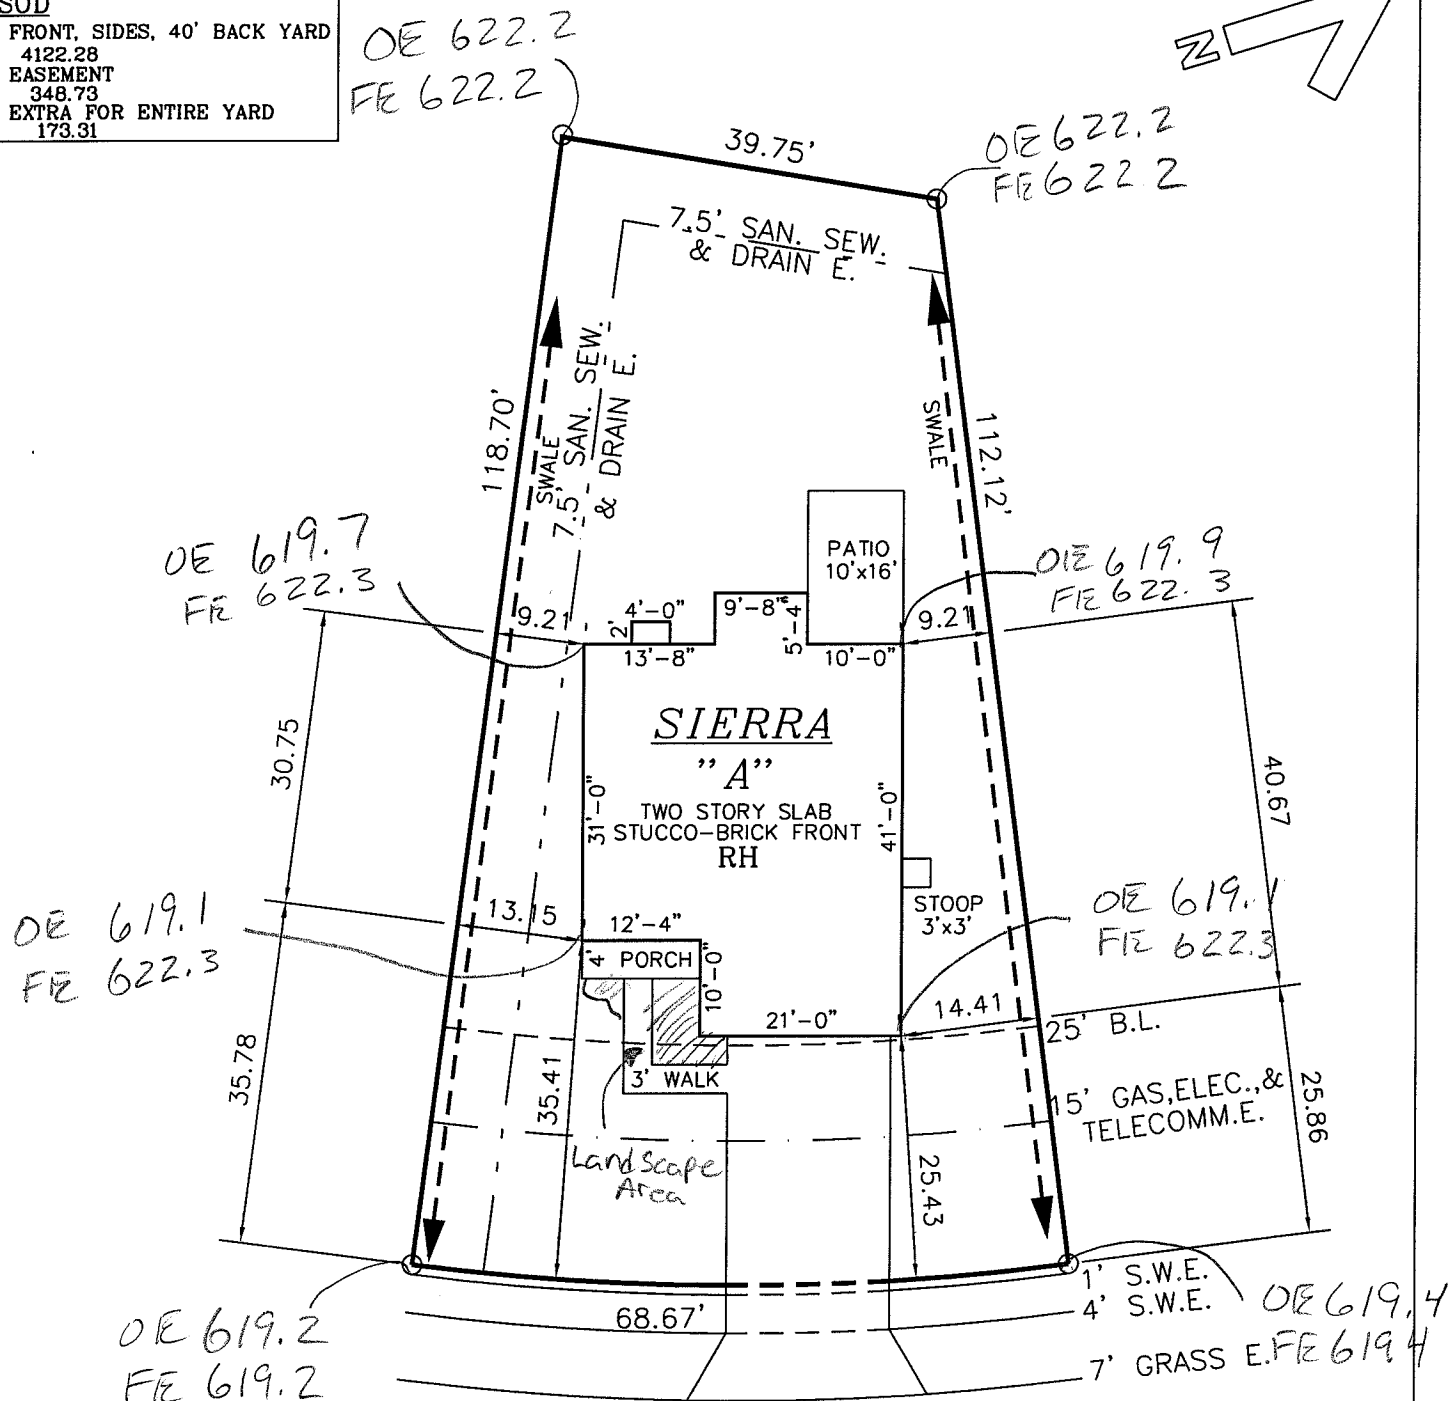 SOD
FRONT, SIDES, 40' BACK YARD
4122.28
EASEMENT
348.73
EXTRA FOR ENTIRE YARD
173.31
OE 622.2
FE 622.2
N
39.75'
OE 622.2
FE 622.2
7.5' SAN. SEW.
& DRAIN E.
118.70'
SWALE
7.5' SAN. SEW.
& DRAIN E.
SWALE
112.12'
OE 619.7
FE 622.3
PATIO
10'x16'
OE 619.9
FE 622.3
9.21
2'
4'-0"
9'-8"
5'-4
9.21
13'-8"
10'-0"
30.75
SIERRA
"A"
TWO STORY SLAB
STUCCO-BRICK FRONT
RH
31'-0"
41'-0"
40.67
OE 619.1
FE 622.3
13.15
12'-4"
4'
PORCH
10'-0"
STOOP
3'x3'
OE 619.1
FE 622.3
21'-0"
14.41
25' B.L.
35.78
35.41
3' WALK
15' GAS,ELEC.,&
TELECOMM.E.
25.86
Landscape
Area
25.43
1' S.W.E.
4' S.W.E.
68.67'
OE 619.4
FE 619.4
7' GRASS E.
OE 619.2
FE 619.2